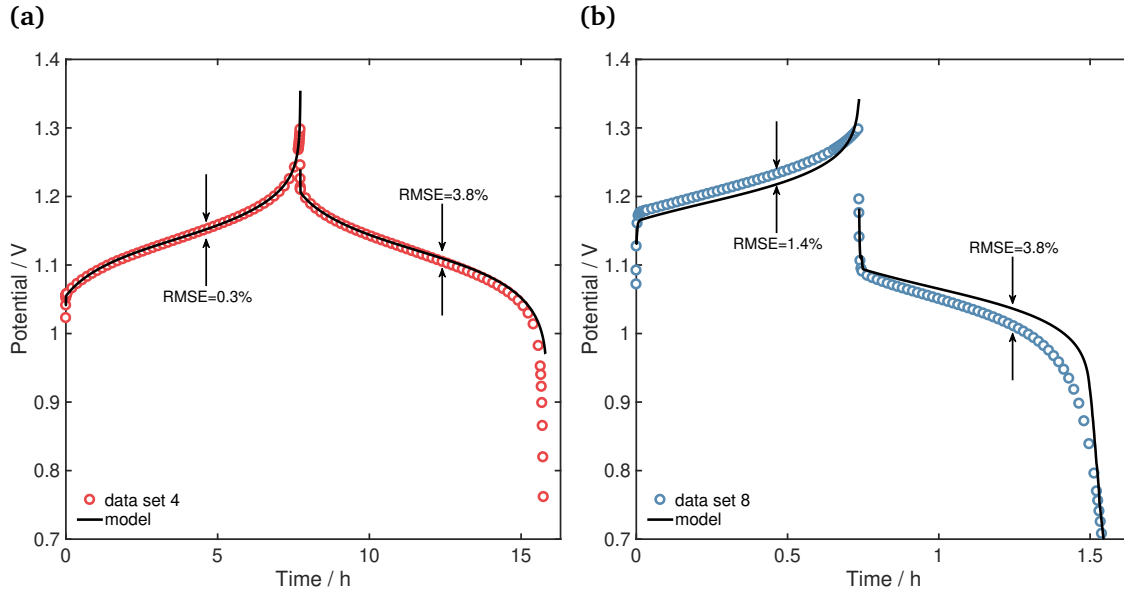 (a)
1.4
1.3
1.2
1.1
1
0.9
0.8
0.7
Potential / V
RMSE=3.8%
RMSE=0.3%
data set 4
model
0 5 10 15
Time / h
(b)
1.4
1.3
1.2
1.1
1
0.9
0.8
0.7
Potential / V
RMSE=1.4%
RMSE=3.8%
data set 8
model
0 0.5 1 1.5
Time / h